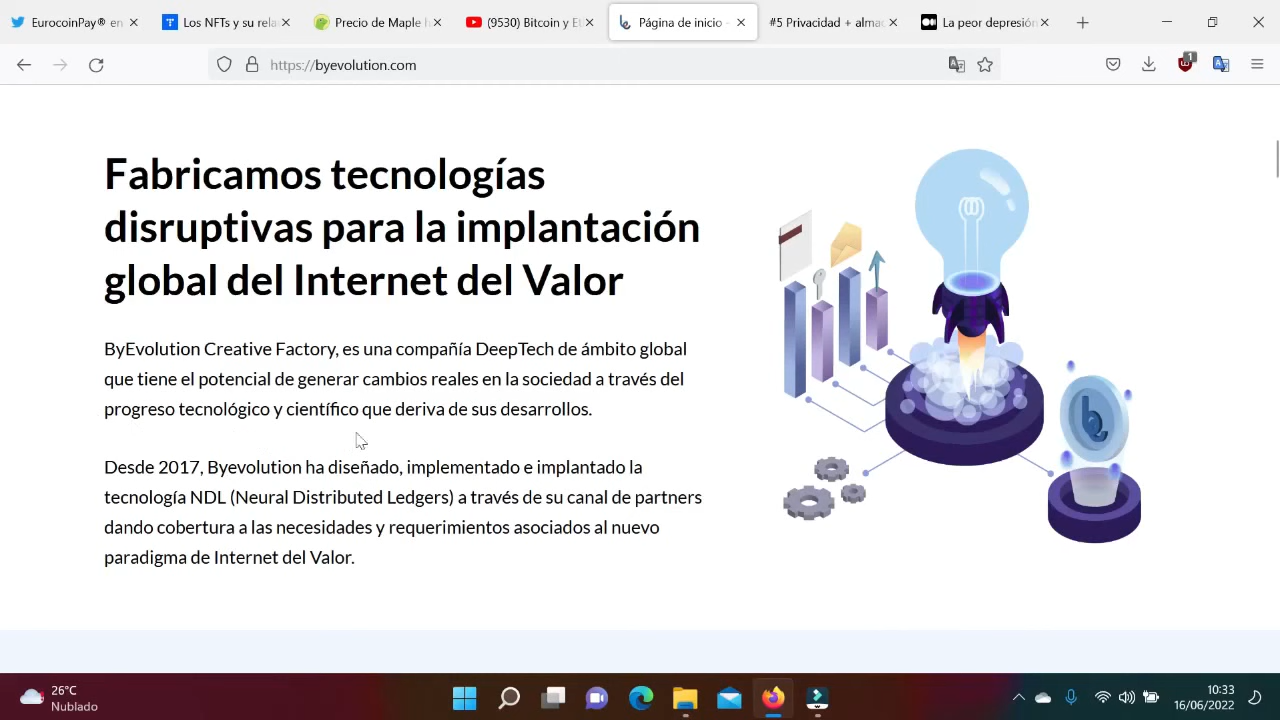 EurocoinPay® en
Los NFTs y su rela
Precio de Maple
(9530) Bitcoin y E
Página de inicio -
#5 Privacidad + alma
La peor depresión
https://byevolution.com
1
Fabricamos tecnologías
disruptivas para la implantación
global del Internet del Valor
ByEvolution Creative Factory, es una compañía DeepTech de ámbito global
que tiene el potencial de generar cambios reales en la sociedad a través del
progreso tecnológico y científico que deriva de sus desarrollos.
Desde 2017, Byevolution ha diseñado, implementado e implantado la
tecnología NDL (Neural Distributed Ledgers) a través de su canal de partners
dando cobertura a las necesidades y requerimientos asociados al nuevo
paradigma de Internet del Valor.
26°C
Nublado
10:33
16/06/2022